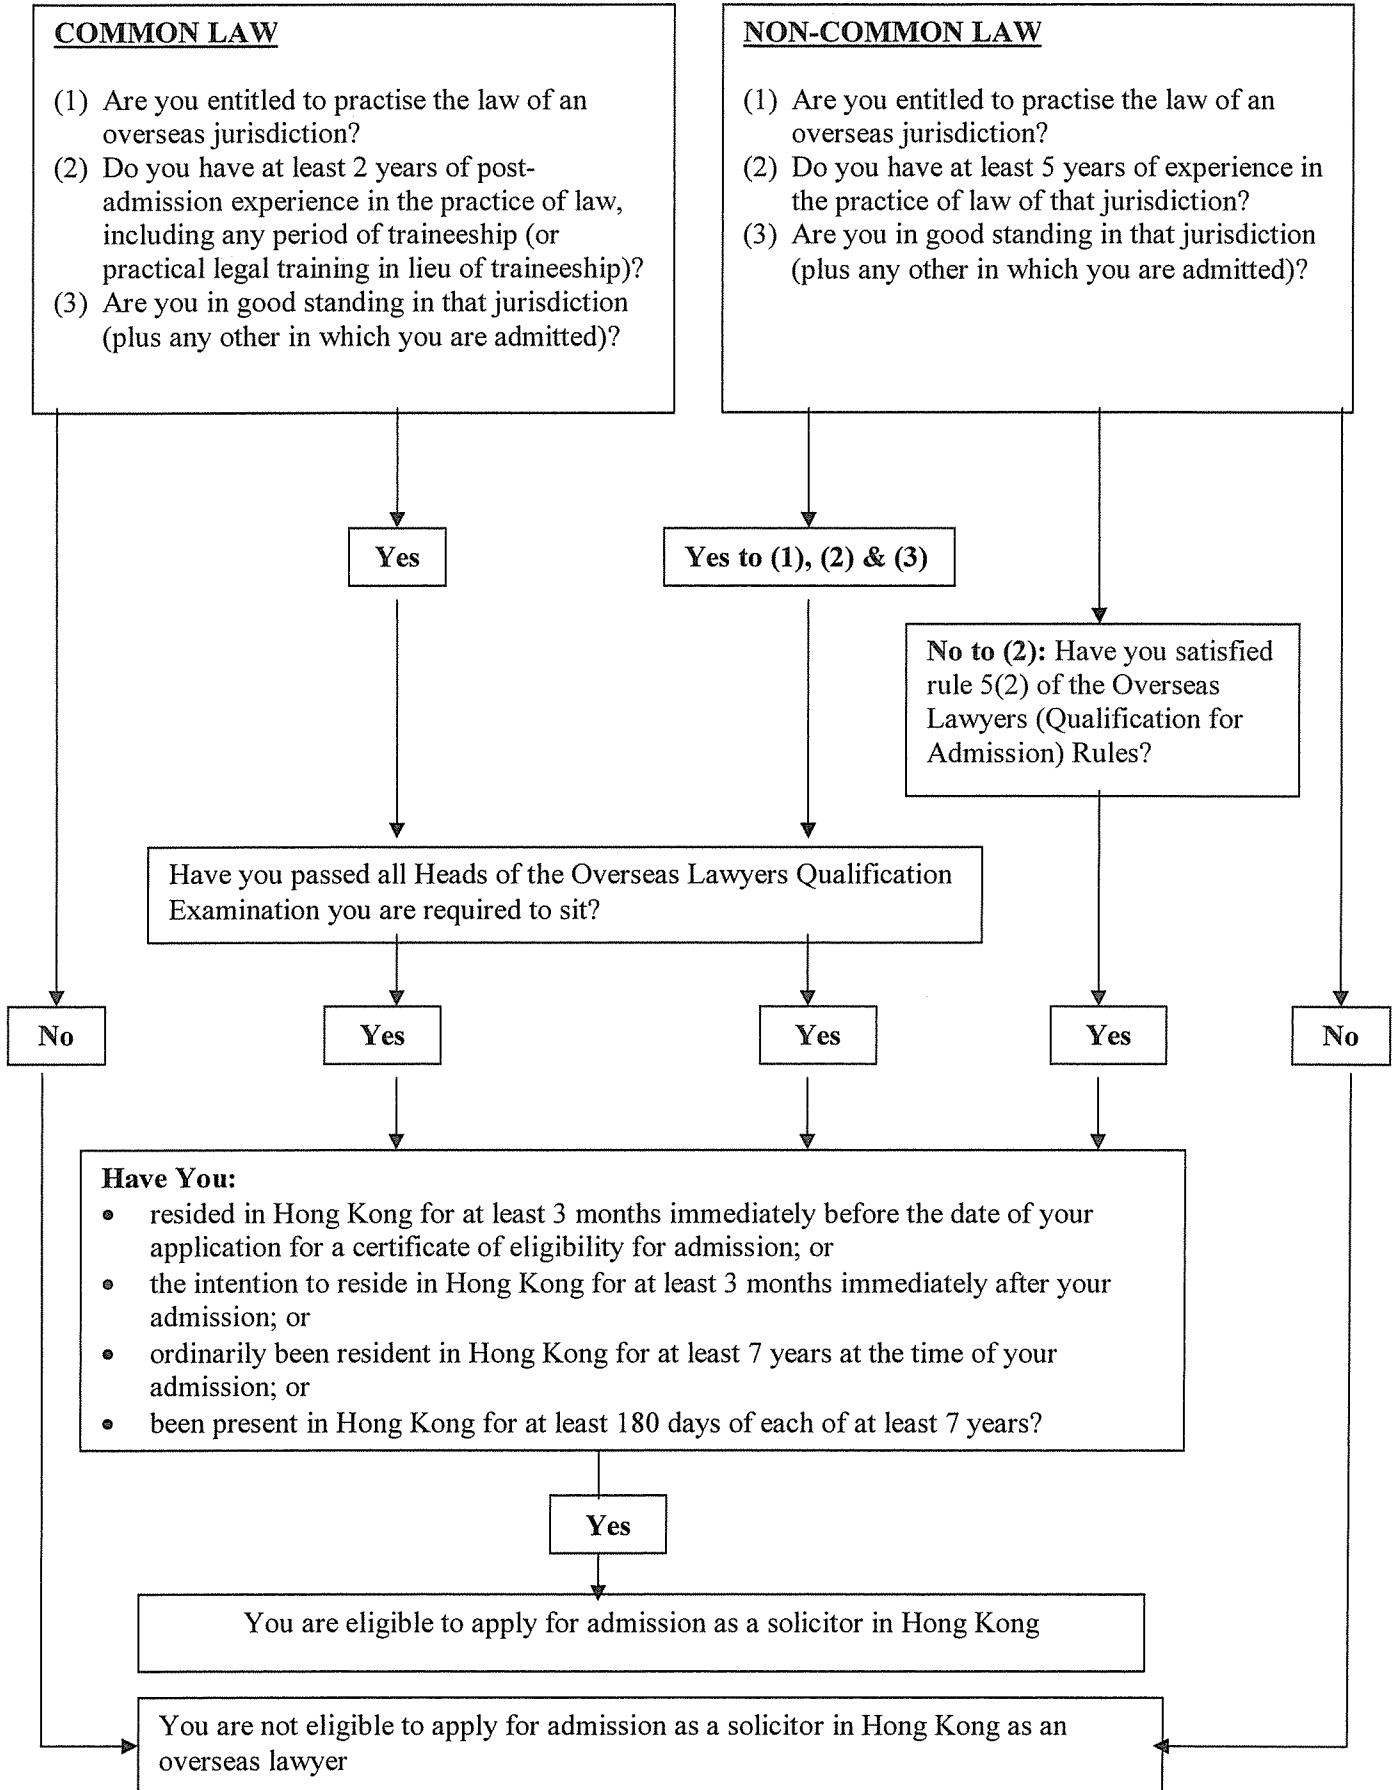 COMMON LAW
(1) Are you entitled to practise the law of an
overseas jurisdiction?
(2) Do you have at least 2 years of post-
admission experience in the practice of law,
including any period of traineeship (or
practical legal training in lieu of traineeship)?
(3) Are you in good standing in that jurisdiction
(plus any other in which you are admitted)?
NON-COMMON LAW
(1) Are you entitled to practise the law of an
overseas jurisdiction?
(2) Do you have at least 5 years of experience in
the practice of law of that jurisdiction?
(3) Are you in good standing in that jurisdiction
(plus any other in which you are admitted)?
Yes
Yes to (1), (2) & (3)
No to (2): Have you satisfied
rule 5(2) of the Overseas
Lawyers (Qualification for
Admission) Rules?
Have you passed all Heads of the Overseas Lawyers Qualification
Examination you are required to sit?
No
Yes
Yes
Yes
No
Have You:
• resided in Hong Kong for at least 3 months immediately before the date of your
application for a certificate of eligibility for admission; or
• the intention to reside in Hong Kong for at least 3 months immediately after your
admission; or
• ordinarily been resident in Hong Kong for at least 7 years at the time of your
admission; or
• been present in Hong Kong for at least 180 days of each of at least 7 years?
Yes
You are eligible to apply for admission as a solicitor in Hong Kong
You are not eligible to apply for admission as a solicitor in Hong Kong as an
overseas lawyer